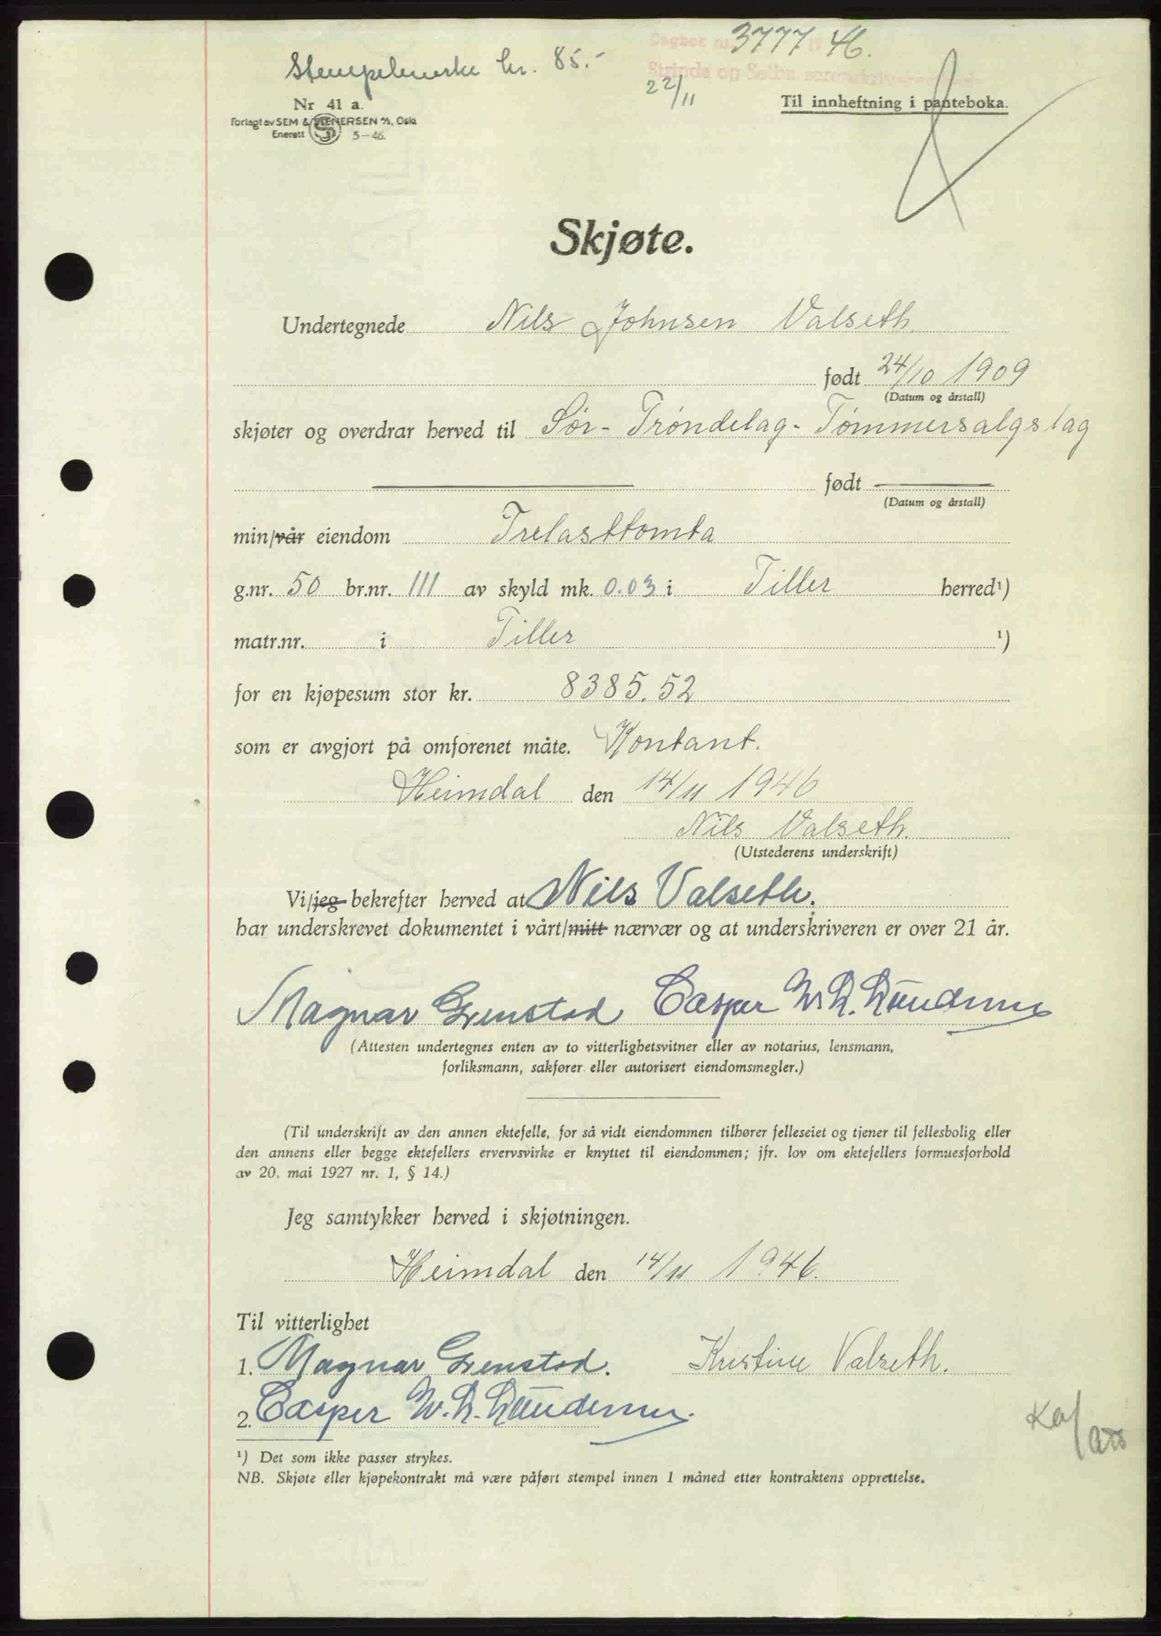 Stempelmerke kr. 85.-
Dagbok nr. 3777 46.
Strinda og Selbu sorenskriverembede
22/11
Nr 41 a.
Forlagt av SEM & STENERSEN A/S, Oslo
Enerett S 5-46.
Til innheftning i panteboka.
Skjøte.
Undertegnede Nils Johnsen Valseth
født 24/10 1909
(Datum og årstall)
skjøter og overdrar herved til Sør-Trøndelag-Tømmersalgslag
født
(Datum og årstall)
min/vår eiendom Trelasttomta
g.nr. 50 br.nr. 111 av skyld mk. 0.03 i Tiller herred¹)
matr.nr. i Tiller ¹)
for en kjøpesum stor kr. 8385.52
som er avgjort på omforenet måte. Kontant.
Heimdal den 14/11 1946
Nils Valseth
(Utstederens underskrift)
Vi/jeg bekrefter herved at Nils Valseth.
har underskrevet dokumentet i vårt/mitt nærvær og at underskriveren er over 21 år.
Magnar Grenstad Casper W. L.
(Attesten undertegnes enten av to vitterlighetsvitner eller av notarius, lensmann,
forliksmann, sakfører eller autorisert eiendomsmegler.)
(Til underskrift av den annen ektefelle, for så vidt eiendommen tilhører felleseiet og tjener til fellesbolig eller
den annens eller begge ektefellers ervervsvirke er knyttet til eiendommen; jfr. lov om ektefellers formuesforhold
av 20. mai 1927 nr. 1, § 14.)
Jeg samtykker herved i skjøtningen.
Heimdal den 14/11 1946.
Til vitterlighet
1. Magnar Grenstad. Kristine Valseth.
2. Casper W. L.
¹) Det som ikke passer strykes.
NB. Skjøte eller kjøpekontrakt må være påført stempel innen 1 måned etter kontraktens opprettelse.